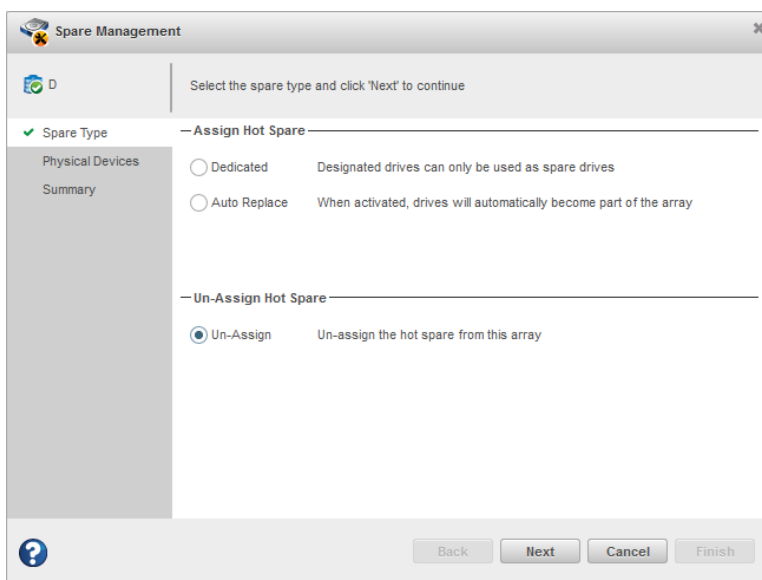 Spare Management
D
Select the spare type and click 'Next' to continue
Spare Type
Physical Devices
Summary
Assign Hot Spare
Dedicated Designated drives can only be used as spare drives
Auto Replace When activated, drives will automatically become part of the array
Un-Assign Hot Spare
Un-Assign Un-assign the hot spare from this array
? Back Next Cancel Finish